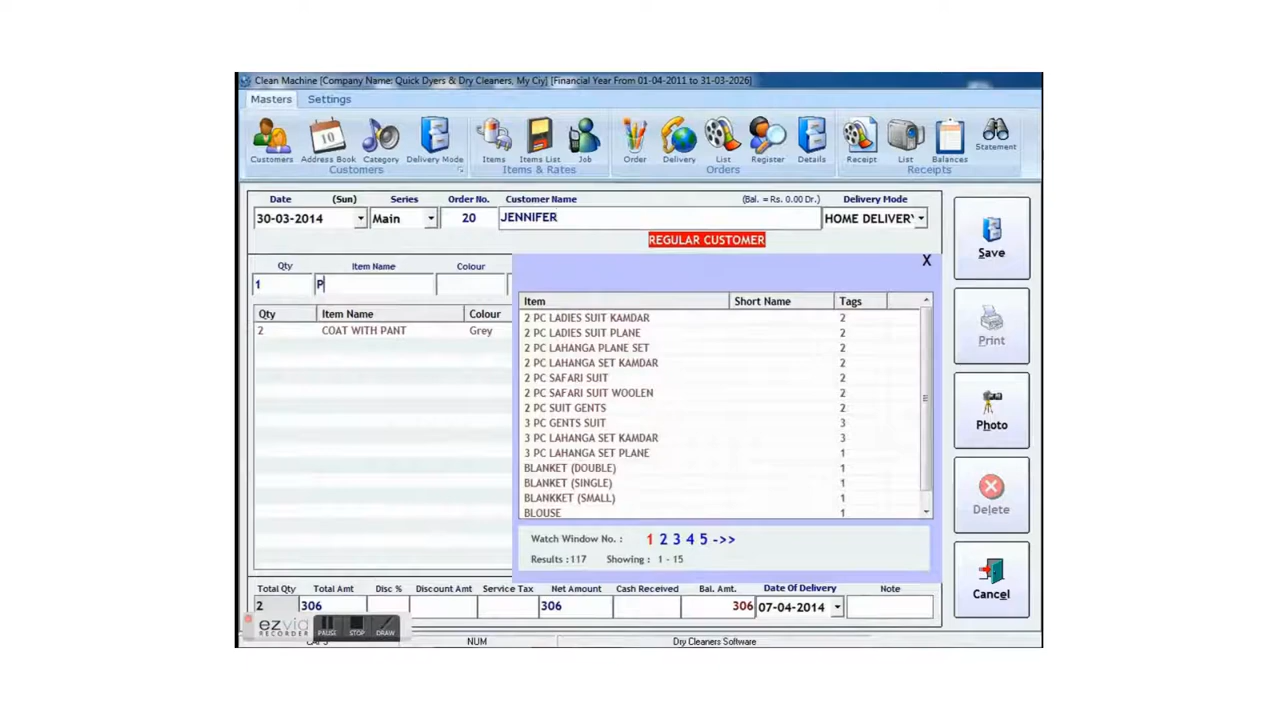 Clean Machine [Company Name: Quick Dyers & Dry Cleaners, My Ciy] [Financial Year From 01-04-2011 to 31-03-2026]
Masters Settings
10
Customers Address Book Category Delivery Mode Items Items List Job Order Delivery List Register Details Receipt List Balances Statement
Customers Items & Rates Orders Receipts
Date (Sun) Series Order No. Customer Name (Bal. = Rs. 0.00 Dr.) Delivery Mode
30-03-2014 Main 20 JENNIFER HOME DELIVERY
REGULAR CUSTOMER
Save
X
Qty Item Name Colour
1 P
Item Short Name Tags
Qty Item Name Colour
2 COAT WITH PANT Grey
2 PC LADIES SUIT KAMDAR 2
2 PC LADIES SUIT PLANE 2
2 PC LAHANGA PLANE SET 2
2 PC LAHANGA SET KAMDAR 2
2 PC SAFARI SUIT 2
2 PC SAFARI SUIT WOOLEN 2
2 PC SUIT GENTS 2
3 PC GENTS SUIT 3
3 PC LAHANGA SET KAMDAR 3
3 PC LAHANGA SET PLANE 1
BLANKET (DOUBLE) 1
BLANKET (SINGLE) 1
BLANKKET (SMALL) 1
BLOUSE 1
Print
Photo
Delete
Cancel
Watch Window No. : 1 2 3 4 5 ->>
Results :117 Showing : 1 - 15
Total Qty Total Amt Disc % Discount Amt Service Tax Net Amount Cash Received Bal. Amt. Date Of Delivery Note
2 306 306 306 07-04-2014
ezvid
RECORDER
PAUSE STOP DRAW
CAPS NUM Dry Cleaners Software